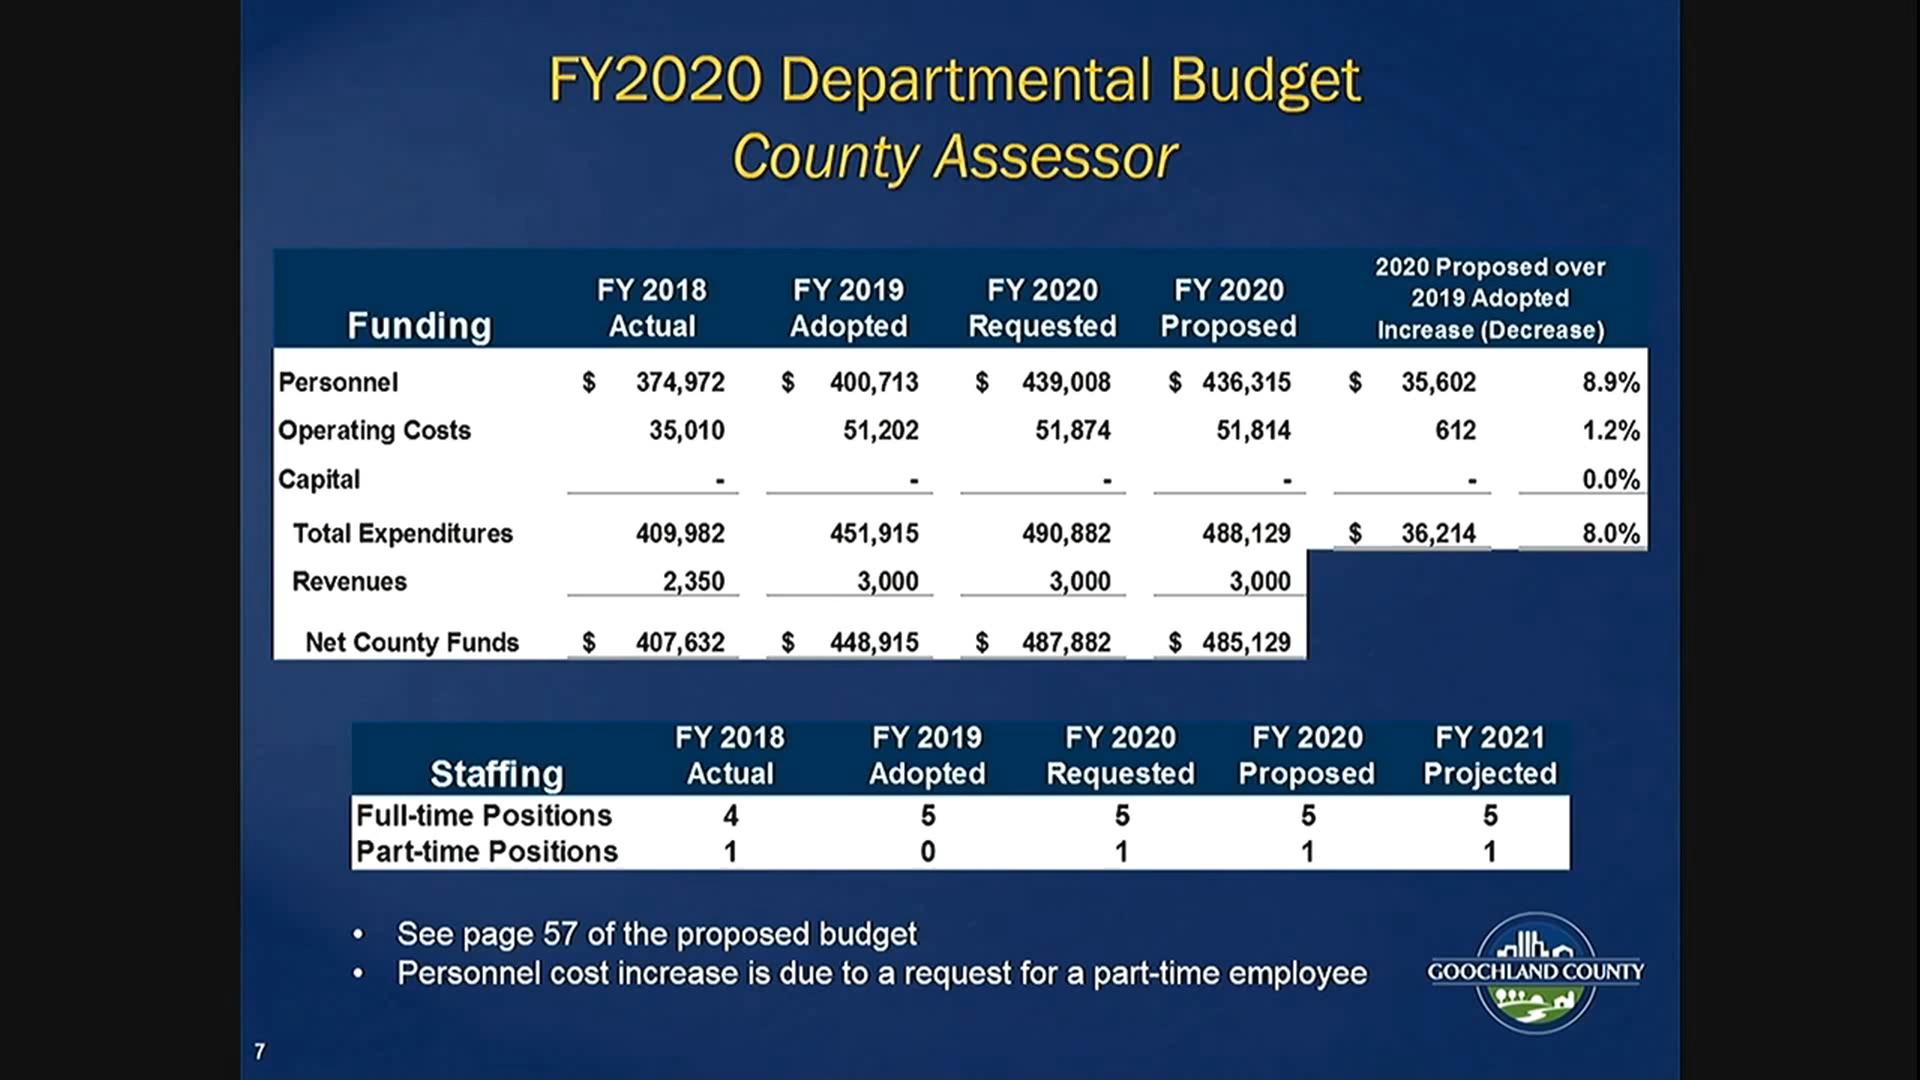 FY2020 Departmental Budget
County Assessor
Funding FY 2018 Actual FY 2019 Adopted FY 2020 Requested FY 2020 Proposed 2020 Proposed over 2019 Adopted Increase (Decrease)
Personnel $ 374,972 $ 400,713 $ 439,008 $ 436,315 $ 35,602 8.9%
Operating Costs 35,010 51,202 51,874 51,814 612 1.2%
Capital - - - - - 0.0%
Total Expenditures 409,982 451,915 490,882 488,129 $ 36,214 8.0%
Revenues 2,350 3,000 3,000 3,000
Net County Funds $ 407,632 $ 448,915 $ 487,882 $ 485,129
Staffing FY 2018 Actual FY 2019 Adopted FY 2020 Requested FY 2020 Proposed FY 2021 Projected
Full-time Positions 4 5 5 5 5
Part-time Positions 1 0 1 1 1
• See page 57 of the proposed budget
• Personnel cost increase is due to a request for a part-time employee
GOOCHLAND COUNTY
7